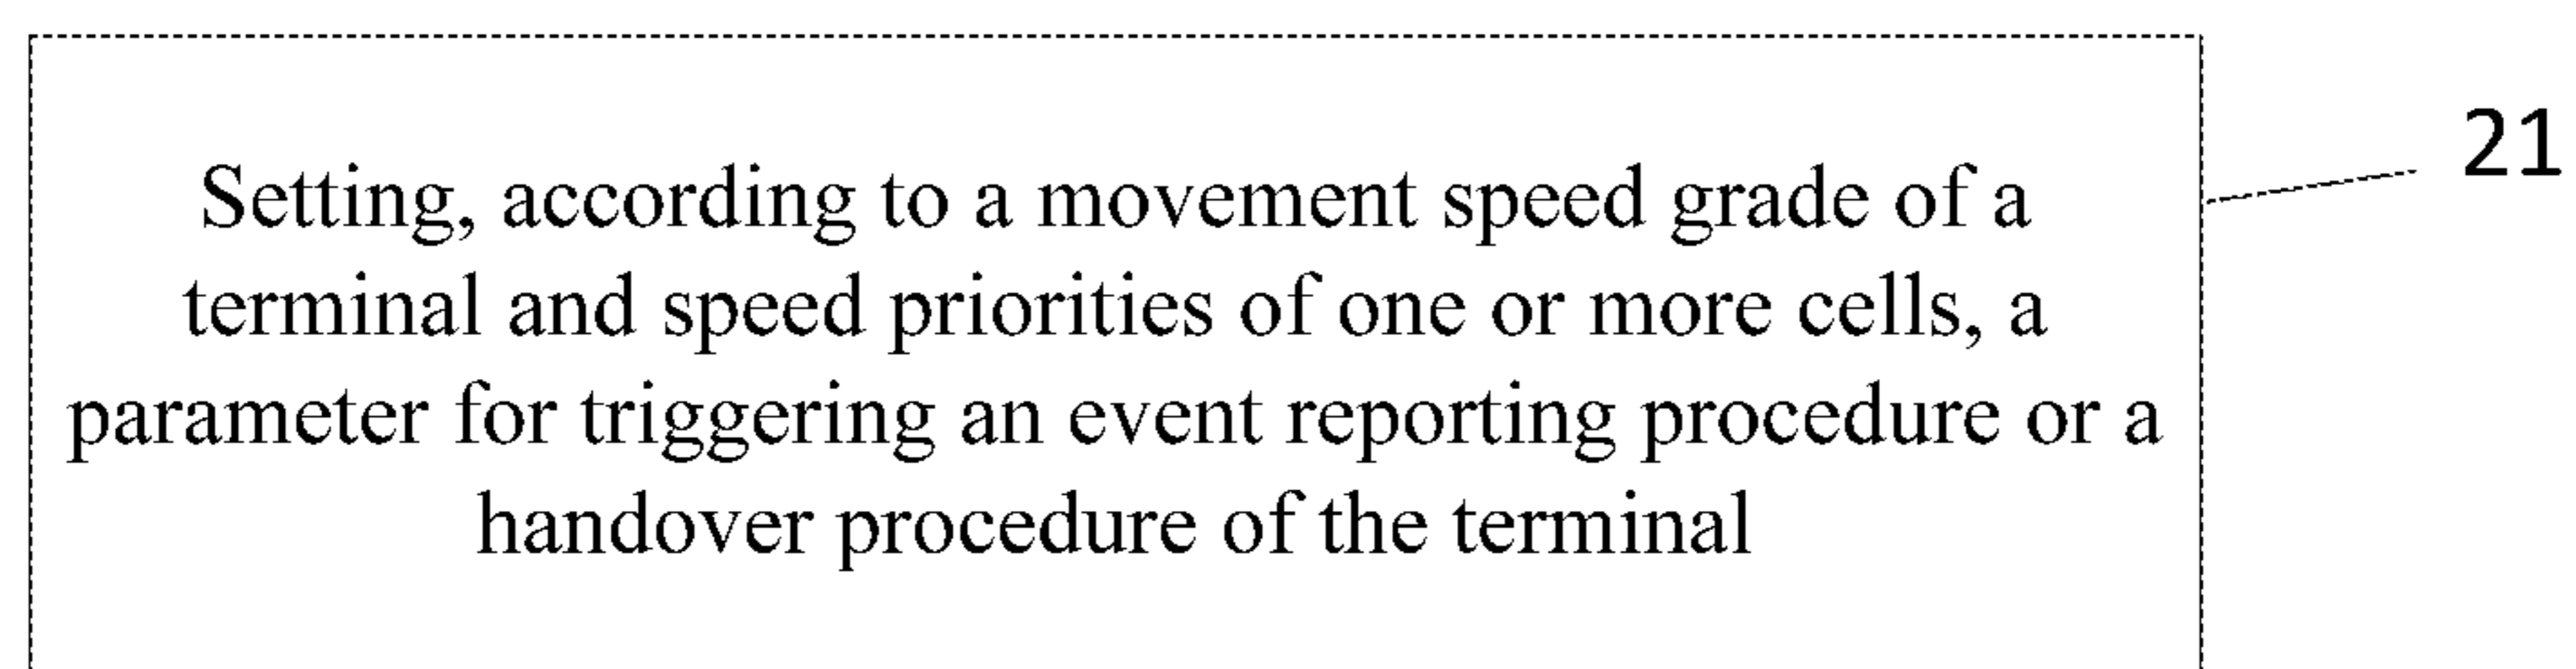 21
Setting, according to a movement speed grade of a
terminal and speed priorities of one or more cells, a
parameter for triggering an event reporting procedure or a
handover procedure of the terminal